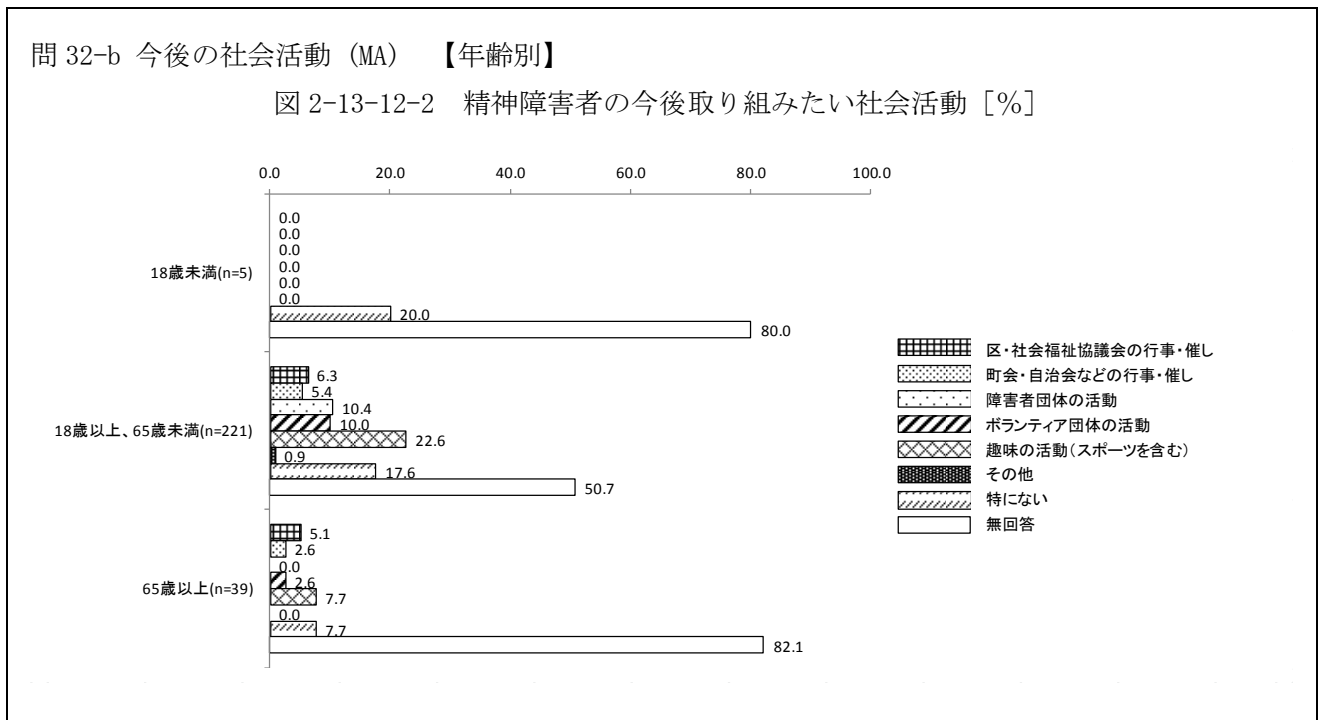 問 32-b 今後の社会活動（MA） 【年齢別】
図 2-13-12-2 精神障害者の今後取り組みたい社会活動［％］
0.0 20.0 40.0 60.0 80.0 100.0
18歳未満(n=5)
0.0
0.0
0.0
0.0
0.0
0.0
20.0
80.0
18歳以上、65歳未満(n=221)
6.3
5.4
10.4
10.0
22.6
0.9
17.6
50.7
65歳以上(n=39)
5.1
2.6
0.0
2.6
7.7
0.0
7.7
82.1
区・社会福祉協議会の行事・催し
町会・自治会などの行事・催し
障害者団体の活動
ボランティア団体の活動
趣味の活動（スポーツを含む）
その他
特にない
無回答